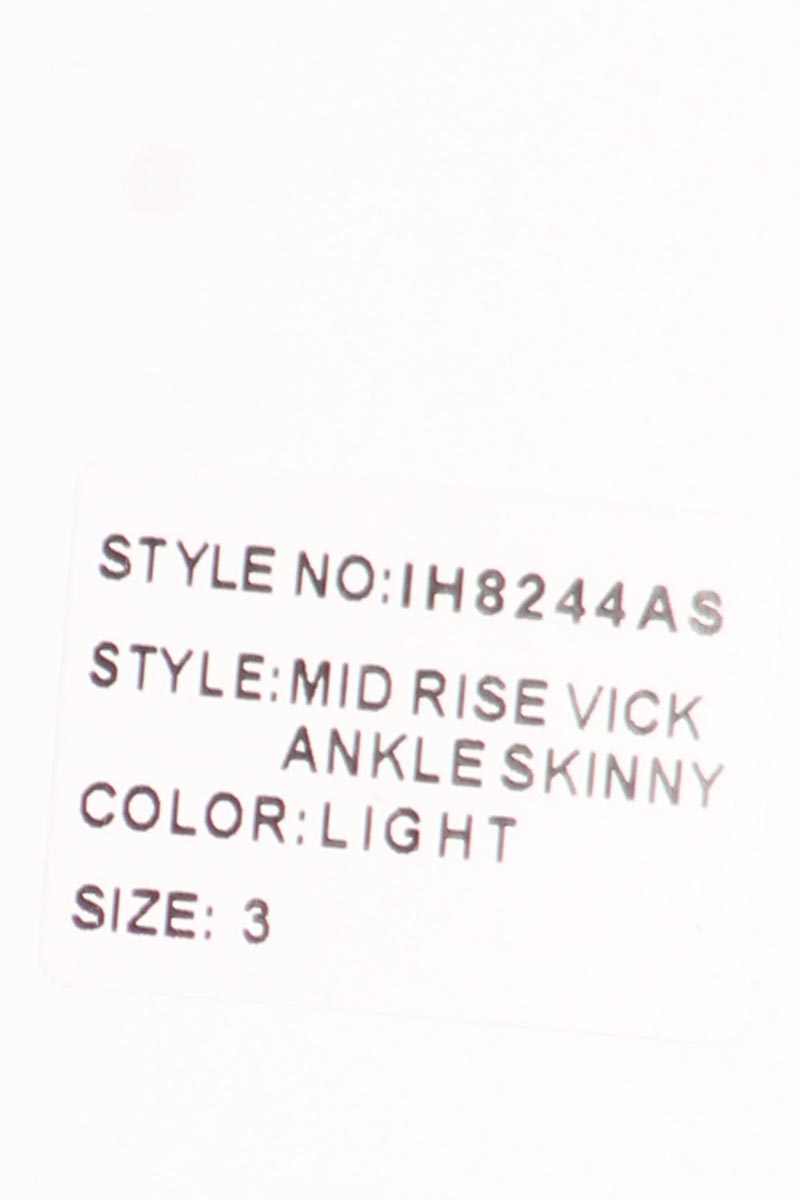 STYLE NO:IH8244AS
STYLE:MID RISE VICK
ANKLE SKINNY
COLOR:LIGHT
SIZE: 3